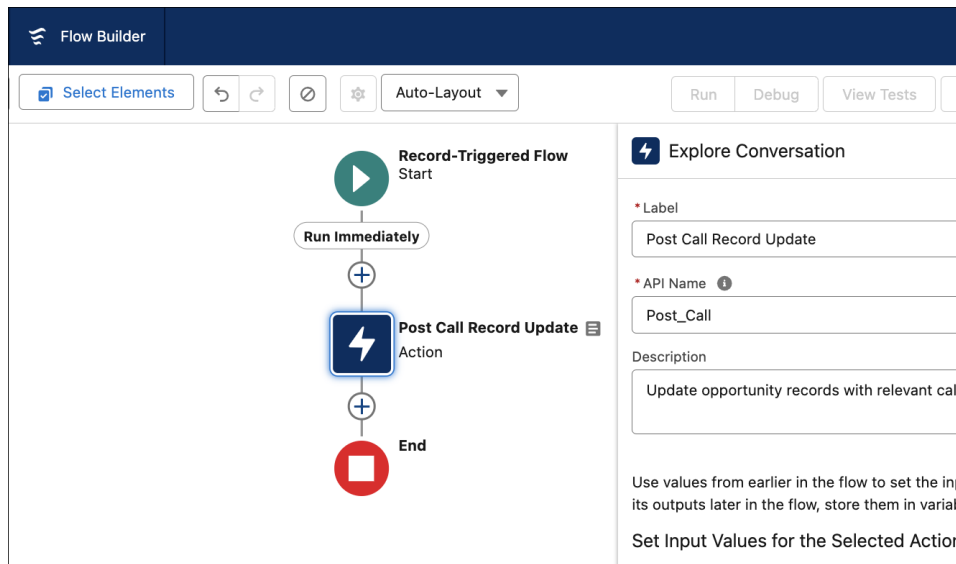 Flow Builder
Select Elements
Auto-Layout
Run
Debug
View Tests
Record-Triggered Flow
Start
Run Immediately
Post Call Record Update
Action
End
Explore Conversation
* Label
Post Call Record Update
* API Name
Post_Call
Description
Update opportunity records with relevant cal
Use values from earlier in the flow to set the in
its outputs later in the flow, store them in varia
Set Input Values for the Selected Action